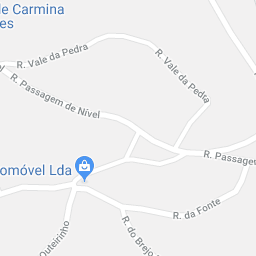 de Carmina
es
R. Vale da Pedra
R. Vale da Pedra
R. Passagem de Nível
R. Passage
omóvel Lda
R. da Fonte
Outeirinho
R. do Brejo